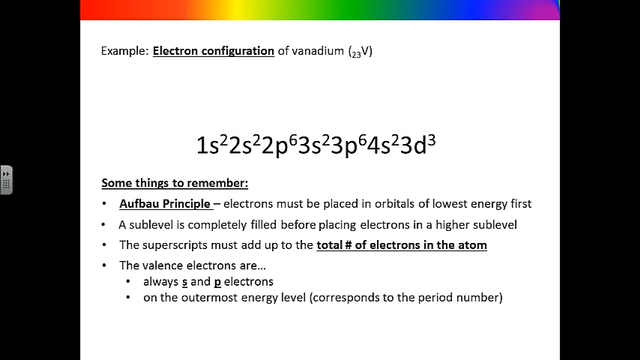 Example: Electron configuration of vanadium (₂₃V)
1s²2s²2p⁶3s²3p⁶4s²3d³
Some things to remember:
• Aufbau Principle – electrons must be placed in orbitals of lowest energy first
• A sublevel is completely filled before placing electrons in a higher sublevel
• The superscripts must add up to the total # of electrons in the atom
• The valence electrons are…
• always s and p electrons
• on the outermost energy level (corresponds to the period number)